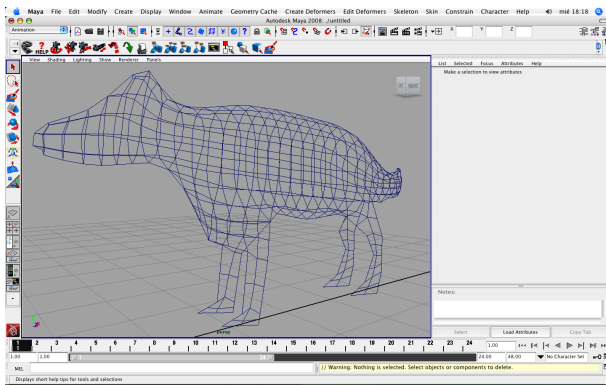 Maya File Edit Modify Create Display Window Animate Geometry Cache Create Deformers Edit Deformers Skeleton Skin Constrain Character Help mié 18:18
Autodesk Maya 2008: ../untitled
Animation
X Y Z
HELP
View Shading Lighting Show Renderer Panels
List Selected Focus Attributes Help
Make a selection to view attributes
persp
Notes:
Select Load Attributes Copy Tab
1 2 3 4 5 6 7 8 9 10 11 12 13 14 15 16 17 18 19 20 21 22 23 24 1.00
1.00 1.00 24.00 48.00 No Character Set
MEL // Warning: Nothing is selected. Select objects or components to delete.
Displays short help tips for tools and selections